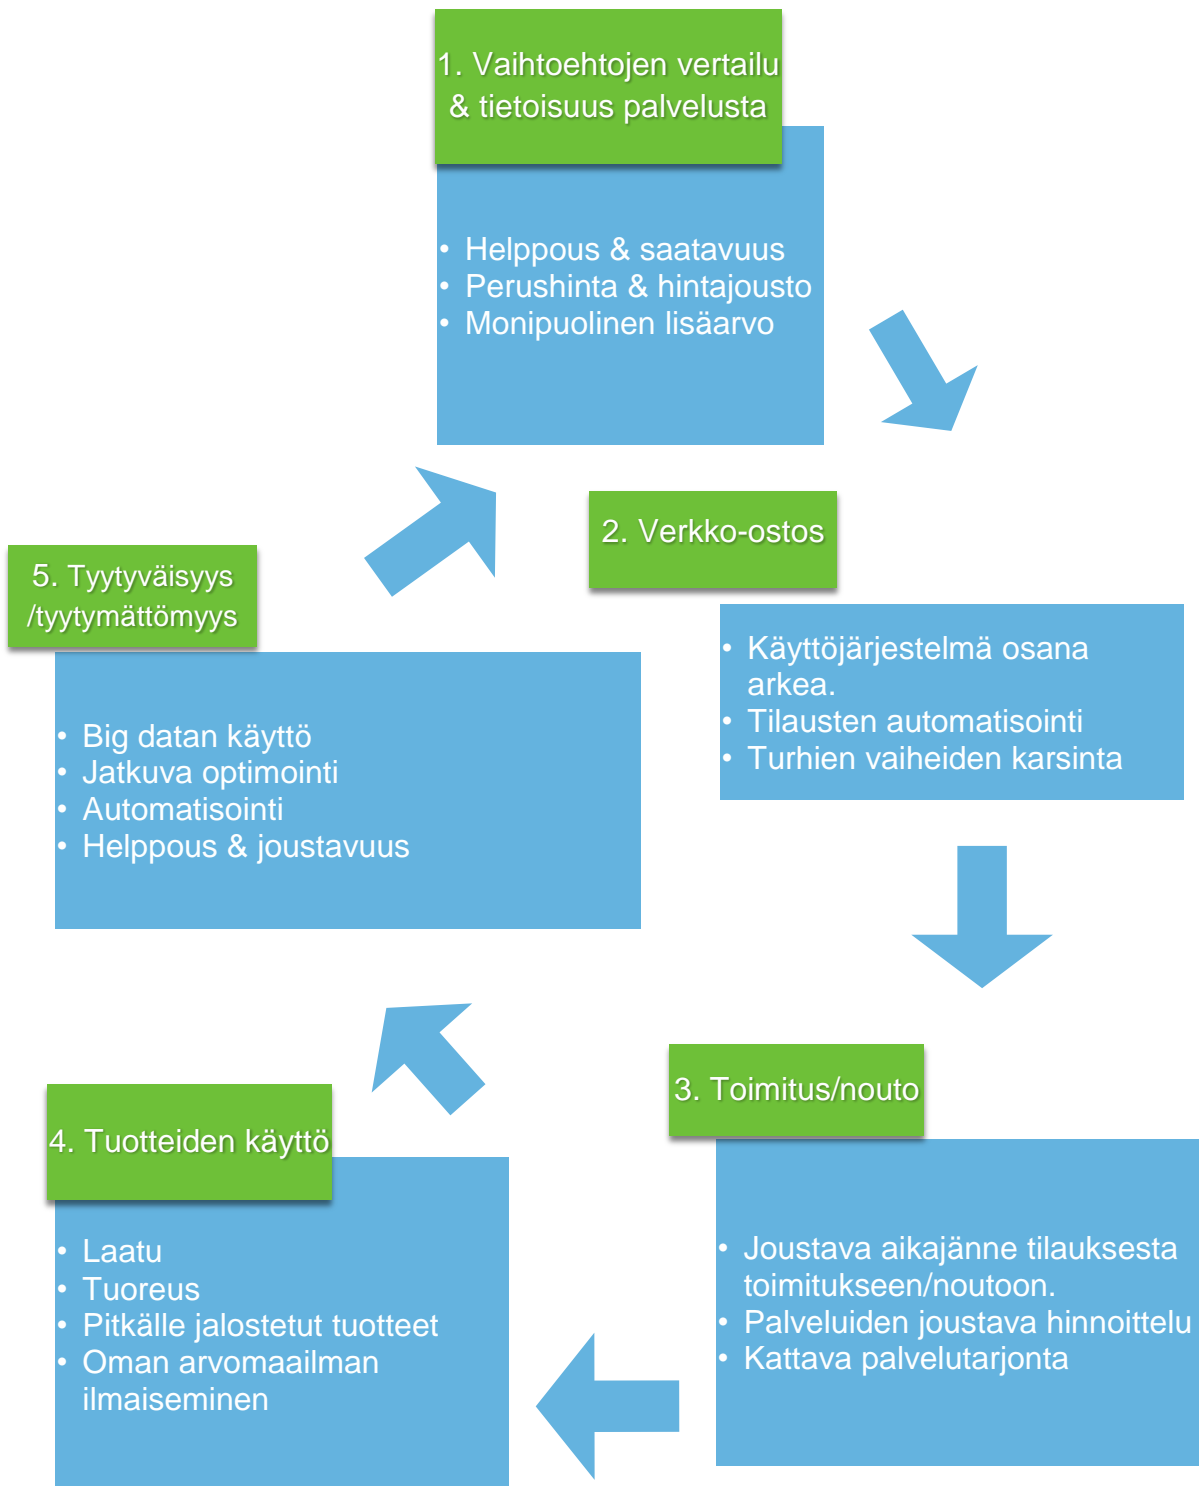 1. Vaihtoehtojen vertailu
& tietoisuus palvelusta
• Helppous & saatavuus
• Perushinta & hintajousto
• Monipuolinen lisäarvo
2. Verkko-ostos
• Käyttöjärjestelmä osana
arkea.
• Tilausten automatisointi
• Turhien vaiheiden karsinta
3. Toimitus/nouto
• Joustava aikajänne tilauksesta
toimitukseen/noutoon.
• Palveluiden joustava hinnoittelu
• Kattava palvelutarjonta
4. Tuotteiden käyttö
• Laatu
• Tuoreus
• Pitkälle jalostetut tuotteet
• Oman arvomaailman
ilmaiseminen
5. Tyytyväisyys
/tyytymättömyys
• Big datan käyttö
• Jatkuva optimointi
• Automatisointi
• Helppous & joustavuus